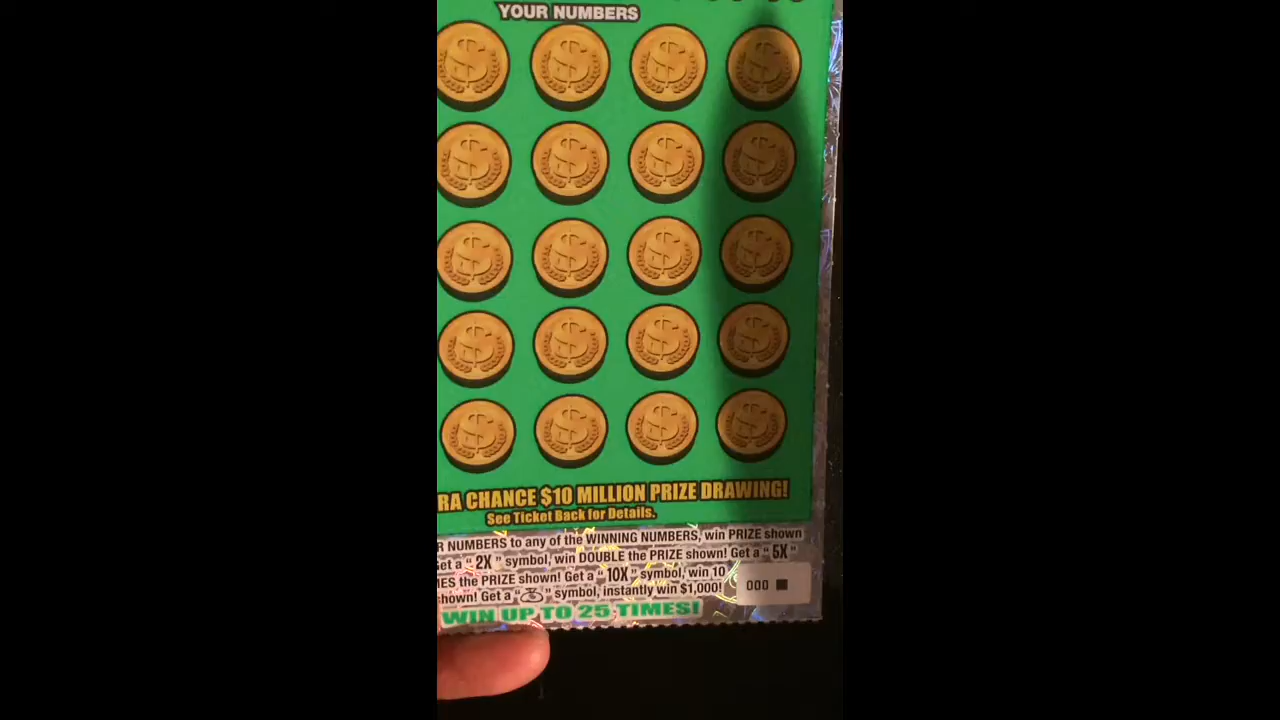 YOUR NUMBERS
RA CHANCE $10 MILLION PRIZE DRAWING!
See Ticket Back for Details.
R NUMBERS to any of the WINNING NUMBERS, win PRIZE shown
et a "2X" symbol, win DOUBLE the PRIZE shown! Get a "5X"
MES the PRIZE shown! Get a "10X" symbol, win 10
hown! Get a " " symbol, instantly win $1,000!
000
WIN UP TO 25 TIMES!